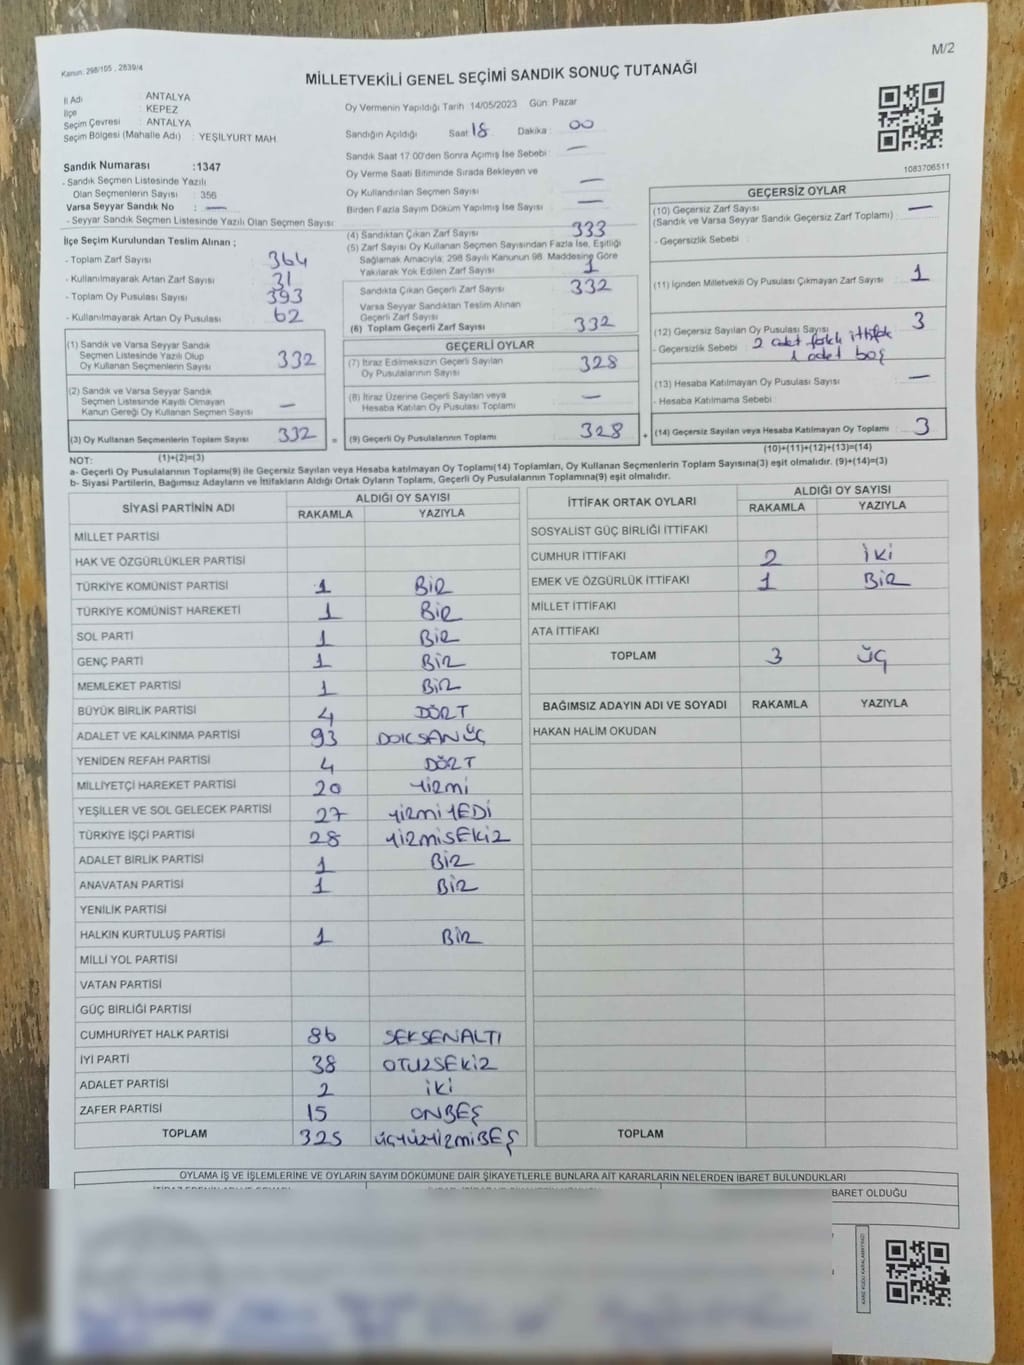 M/2
Kanun: 298/105 , 2839/4
MİLLETVEKİLİ GENEL SEÇİMİ SANDIK SONUÇ TUTANAĞI
İl Adı : ANTALYA
İlçe : KEPEZ
Seçim Çevresi : ANTALYA
Seçim Bölgesi (Mahalle Adı) : YEŞİLYURT MAH.
Sandık Numarası :1347
- Sandık Seçmen Listesinde Yazılı
Olan Seçmenlerin Sayısı : 356
Varsa Seyyar Sandık No : —
- Seyyar Sandık Seçmen Listesinde Yazılı Olan Seçmen Sayısı:
Oy Vermenin Yapıldığı Tarih 14/05/2023 Gün: Pazar
Sandığın Açıldığı Saat 18 Dakika : 00
Sandık Saat 17:00'den Sonra Açımış İse Sebebi : —
Oy Verme Saati Bitiminde Sırada Bekleyen ve
Oy Kullandırılan Seçmen Sayısı —
Birden Fazla Sayım Döküm Yapılmış İse Sayısı —
1083706511
İlçe Seçim Kurulundan Teslim Alınan ;
- Toplam Zarf Sayısı 364
- Kullanılmayarak Artan Zarf Sayısı 31
- Toplam Oy Pusulası Sayısı 393
- Kullanılmayarak Artan Oy Pusulası 62
(4) Sandıktan Çıkan Zarf Sayısı 333
(5) Zarf Sayısı Oy Kullanan Seçmen Sayısından Fazla İse, Eşitliği
Sağlamak Amacıyla; 298 Sayılı Kanunun 98. Maddesine Göre
Yakılarak Yok Edilen Zarf Sayısı 1
Sandıkta Çıkan Geçerli Zarf Sayısı 332
Varsa Seyyar Sandıktan Teslim Alınan
Geçerli Zarf Sayısı
(6) Toplam Geçerli Zarf Sayısı 332
GEÇERSİZ OYLAR
(10) Geçersiz Zarf Sayısı —
(Sandık ve Varsa Seyyar Sandık Geçersiz Zarf Toplamı)
- Geçersizlik Sebebi :
(11) İçinden Milletvekili Oy Pusulası Çıkmayan Zarf Sayısı 1
(12) Geçersiz Sayılan Oy Pusulası Sayısı 3
- Geçersizlik Sebebi 2 adet farklı ittifak
1 adet boş
(13) Hesaba Katılmayan Oy Pusulası Sayısı —
- Hesaba Katılmama Sebebi
(14) Geçersiz Sayılan veya Hesaba Katılmayan Oy Toplamı 3
(10)+(11)+(12)+(13)=(14)
(1) Sandık ve Varsa Seyyar Sandık
Seçmen Listesinde Yazılı Olup
Oy Kullanan Seçmenlerin Sayısı 332
(2) Sandık ve Varsa Seyyar Sandık
Seçmen Listesinde Kayıtlı Olmayan
Kanun Gereği Oy Kullanan Seçmen Sayısı —
(3) Oy Kullanan Seçmenlerin Toplam Sayısı 332 =
(1)+(2)=(3)
GEÇERLİ OYLAR
(7) İtiraz Edilmeksizin Geçerli Sayılan
Oy Pusulalarının Sayısı 328
(8) İtiraz Üzerine Geçerli Sayılan veya
Hesaba Katılan Oy Pusulası Toplamı —
(9) Geçerli Oy Pusulalarının Toplamı 328 +
NOT:
a- Geçerli Oy Pusulalarının Toplamı(9) ile Geçersiz Sayılan veya Hesaba katılmayan Oy Toplamı(14) Toplamları, Oy Kullanan Seçmenlerin Toplam Sayısına(3) eşit olmalıdır. (9)+(14)=(3)
b- Siyasi Partilerin, Bağımsız Adayların ve İttifakların Aldığı Ortak Oyların Toplamı, Geçerli Oy Pusulalarının Toplamına(9) eşit olmalıdır.
SİYASİ PARTİNİN ADI ALDIĞI OY SAYISI
RAKAMLA YAZIYLA
MİLLET PARTİSİ
HAK VE ÖZGÜRLÜKLER PARTİSİ
TÜRKİYE KOMÜNİST PARTİSİ 1 BİR
TÜRKİYE KOMÜNİST HAREKETİ 1 BİR
SOL PARTİ 1 BİR
GENÇ PARTİ 1 BİR
MEMLEKET PARTİSİ 1 BİR
BÜYÜK BİRLİK PARTİSİ 4 DÖRT
ADALET VE KALKINMA PARTİSİ 93 DOKSANÜÇ
YENİDEN REFAH PARTİSİ 4 DÖRT
MİLLİYETÇİ HAREKET PARTİSİ 20 YİRMİ
YEŞİLLER VE SOL GELECEK PARTİSİ 27 YİRMİYEDİ
TÜRKİYE İŞÇİ PARTİSİ 28 YİRMİSEKİZ
ADALET BİRLİK PARTİSİ 1 BİR
ANAVATAN PARTİSİ 1 BİR
YENİLİK PARTİSİ
HALKIN KURTULUŞ PARTİSİ 1 BİR
MİLLİ YOL PARTİSİ
VATAN PARTİSİ
GÜÇ BİRLİĞİ PARTİSİ
CUMHURİYET HALK PARTİSİ 86 SEKSENALTI
İYİ PARTİ 38 OTUZSEKİZ
ADALET PARTİSİ 2 İKİ
ZAFER PARTİSİ 15 ONBEŞ
TOPLAM 325 ÜÇYÜZYİRMİBEŞ
İTTİFAK ORTAK OYLARI ALDIĞI OY SAYISI
RAKAMLA YAZIYLA
SOSYALİST GÜÇ BİRLİĞİ İTTİFAKI
CUMHUR İTTİFAKI 2 İKİ
EMEK VE ÖZGÜRLÜK İTTİFAKI 1 BİR
MİLLET İTTİFAKI
ATA İTTİFAKI
TOPLAM 3 ÜÇ
BAĞIMSIZ ADAYIN ADI VE SOYADI RAKAMLA YAZIYLA
HAKAN HALİM OKUDAN
TOPLAM
OYLAMA İŞ VE İŞLEMLERİNE VE OYLARIN SAYIM DÖKÜMÜNE DAİR ŞİKAYETLERLE BUNLARA AİT KARARLARIN NELERDEN İBARET BULUNDUKLARI
BARET OLDUĞU